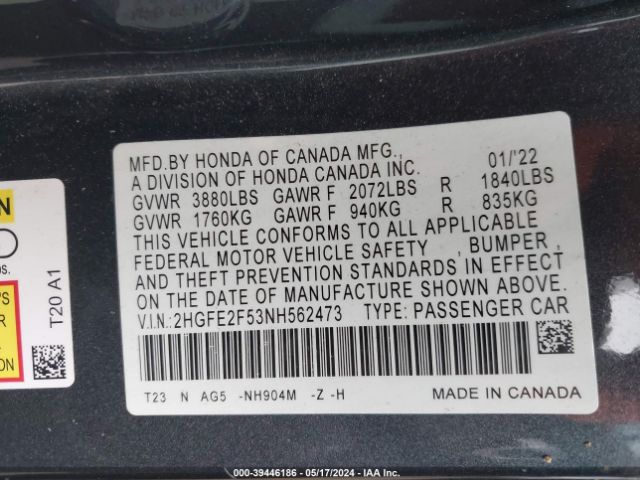 MFD.BY HONDA OF CANADA MFG.,
A DIVISION OF HONDA CANADA INC. 01/'22
GVWR 3880LBS GAWR F 2072LBS R 1840LBS
GVWR 1760KG GAWR F 940KG R 835KG
THIS VEHICLE CONFORMS TO ALL APPLICABLE
FEDERAL MOTOR VEHICLE SAFETY , BUMPER ,
AND THEFT PREVENTION STANDARDS IN EFFECT
ON THE DATE OF MANUFACTURE SHOWN ABOVE.
V.I.N.:2HGFE2F53NH562473 TYPE: PASSENGER CAR
T23 N AG5 -NH904M -Z -H MADE IN CANADA
T20 A1
000-39446186 - 05/17/2024 - IAA Inc.